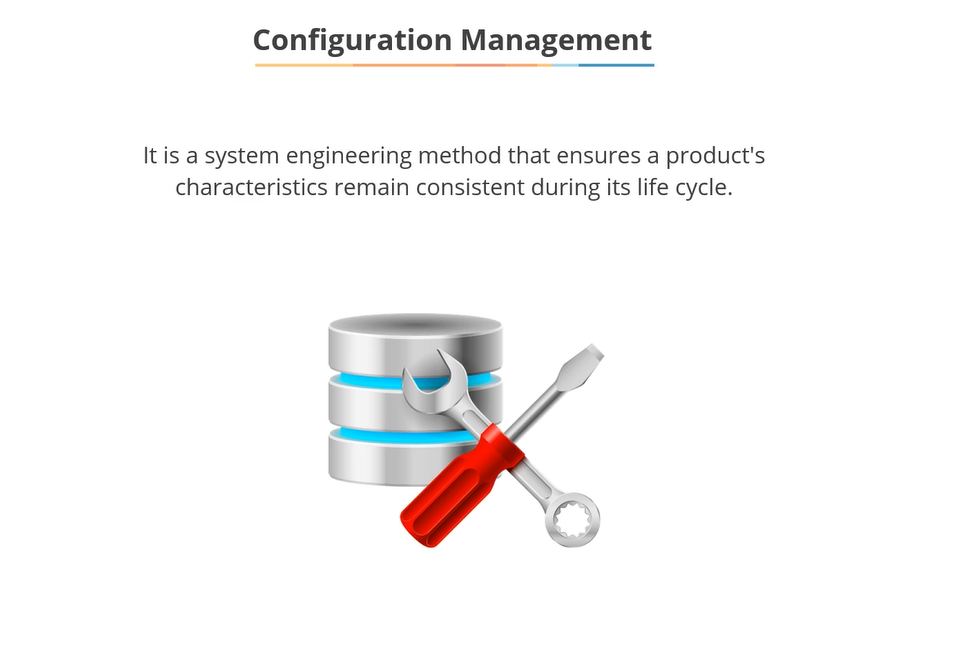 Configuration Management
It is a system engineering method that ensures a product's
characteristics remain consistent during its life cycle.